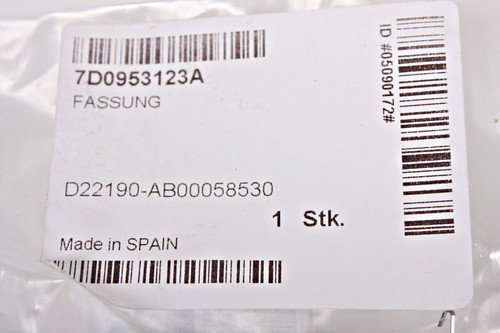 7D0953123A
FASSUNG
D22190-AB00058530
1 Stk.
Made in SPAIN
ID #05090172#